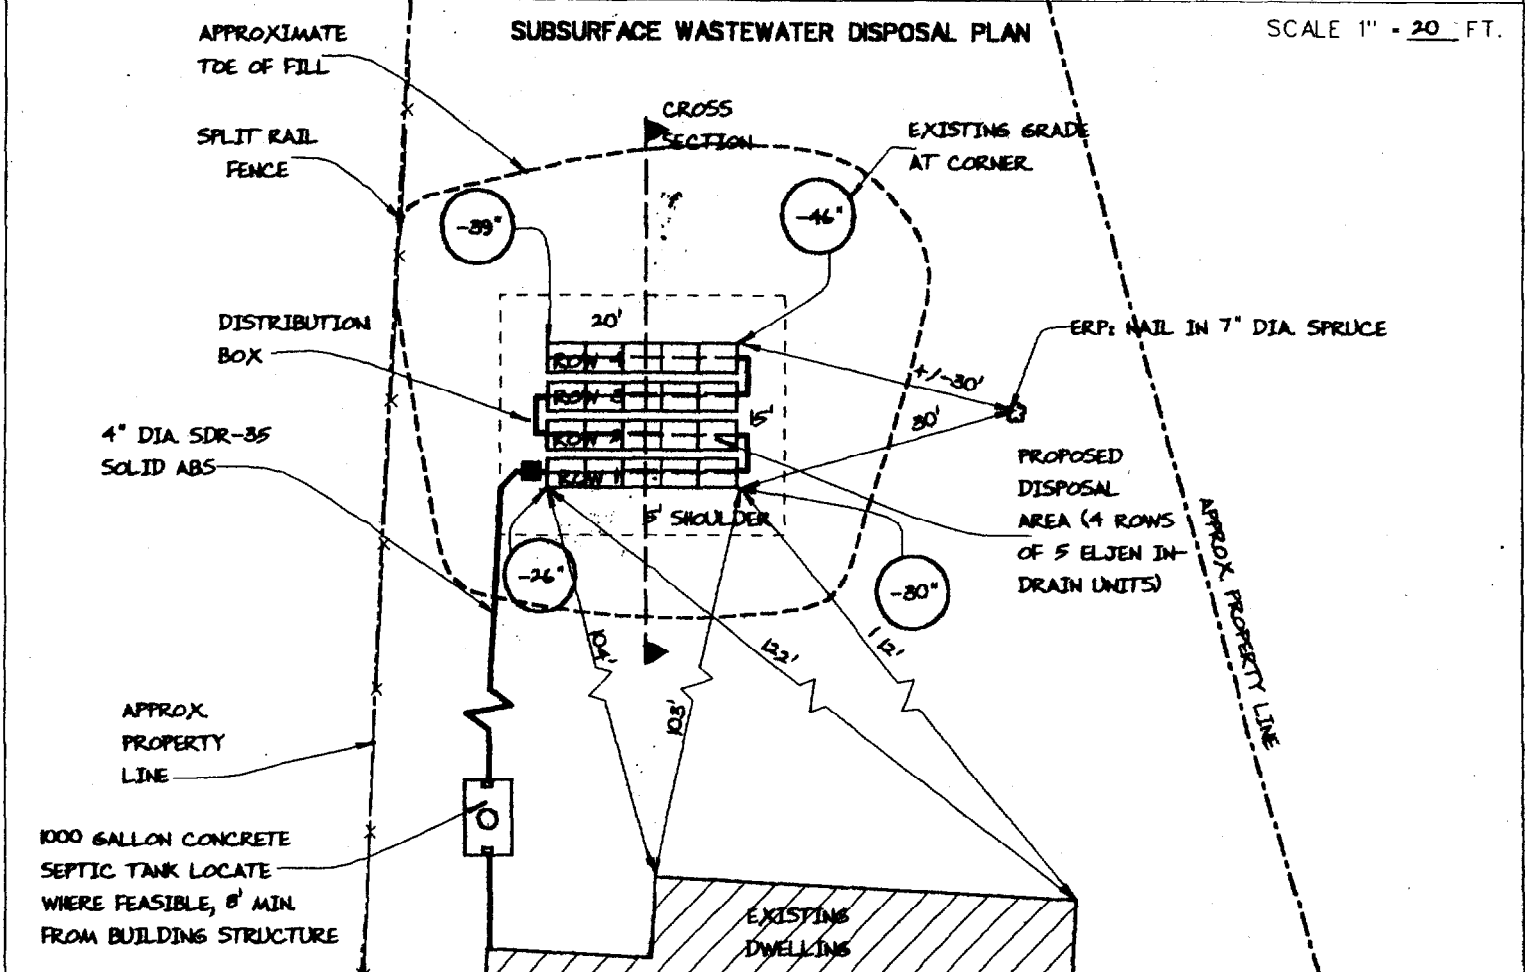 SUBSURFACE WASTEWATER DISPOSAL PLAN
SCALE 1" = 20 FT.
APPROXIMATE
TOE OF FILL
SPLIT RAIL
FENCE
CROSS
SECTION
EXISTING GRADE
AT CORNER
-39"
-46"
DISTRIBUTION
BOX
20'
ERP: NAIL IN 7" DIA. SPRUCE
ROW 4
ROW 3
ROW 2
ROW 1
15'
+/-30'
30'
4" DIA. SDR-35
SOLID ABS
PROPOSED
DISPOSAL
AREA (4 ROWS
OF 5 ELJEN IN-
DRAIN UNITS)
5' SHOULDER
-26"
-30"
104'
103'
122'
112'
APPROX. PROPERTY LINE
APPROX.
PROPERTY
LINE
1000 GALLON CONCRETE
SEPTIC TANK LOCATE
WHERE FEASIBLE, 8' MIN.
FROM BUILDING STRUCTURE
EXISTING
DWELLING